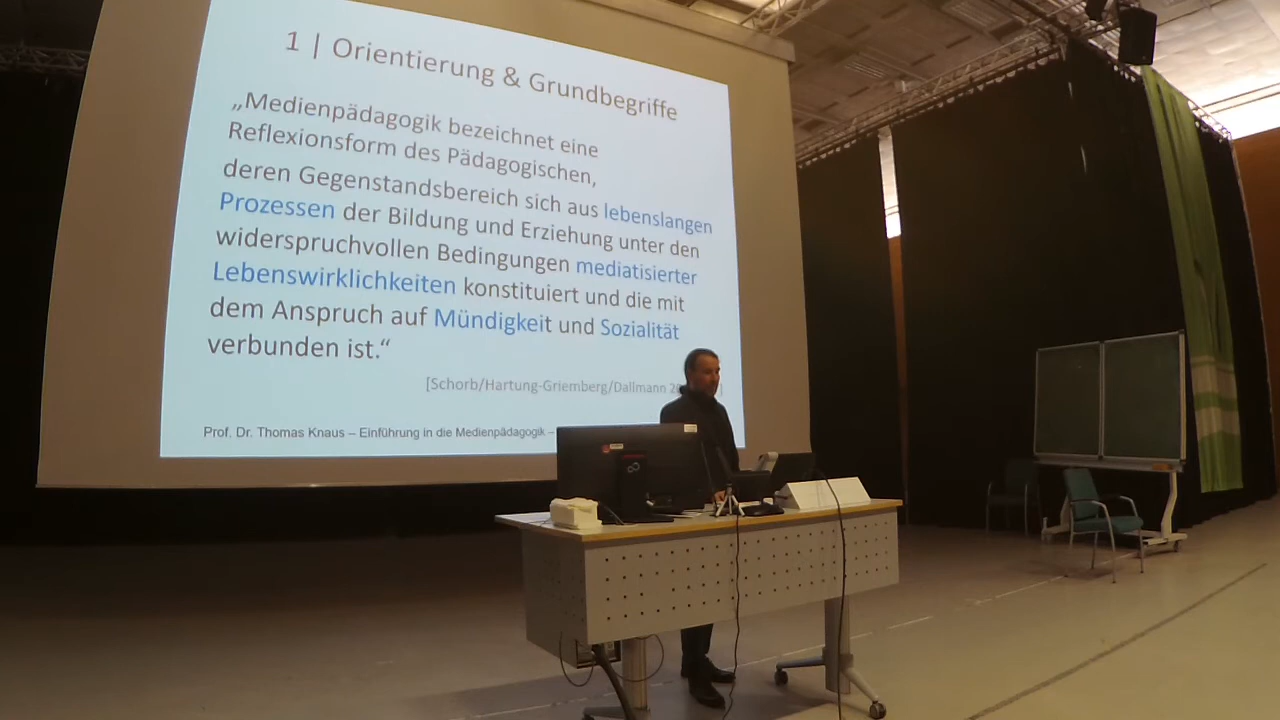 1 | Orientierung & Grundbegriffe
„Medienpädagogik bezeichnet eine
Reflexionsform des Pädagogischen,
deren Gegenstandsbereich sich aus lebenslangen
Prozessen der Bildung und Erziehung unter den
widerspruchvollen Bedingungen mediatisierter
Lebenswirklichkeiten konstituiert und die mit
dem Anspruch auf Mündigkeit und Sozialität
verbunden ist.“
[Schorb/Hartung-Griemberg/Dallmann
Prof. Dr. Thomas Knaus – Einführung in die Medienpädagogik –